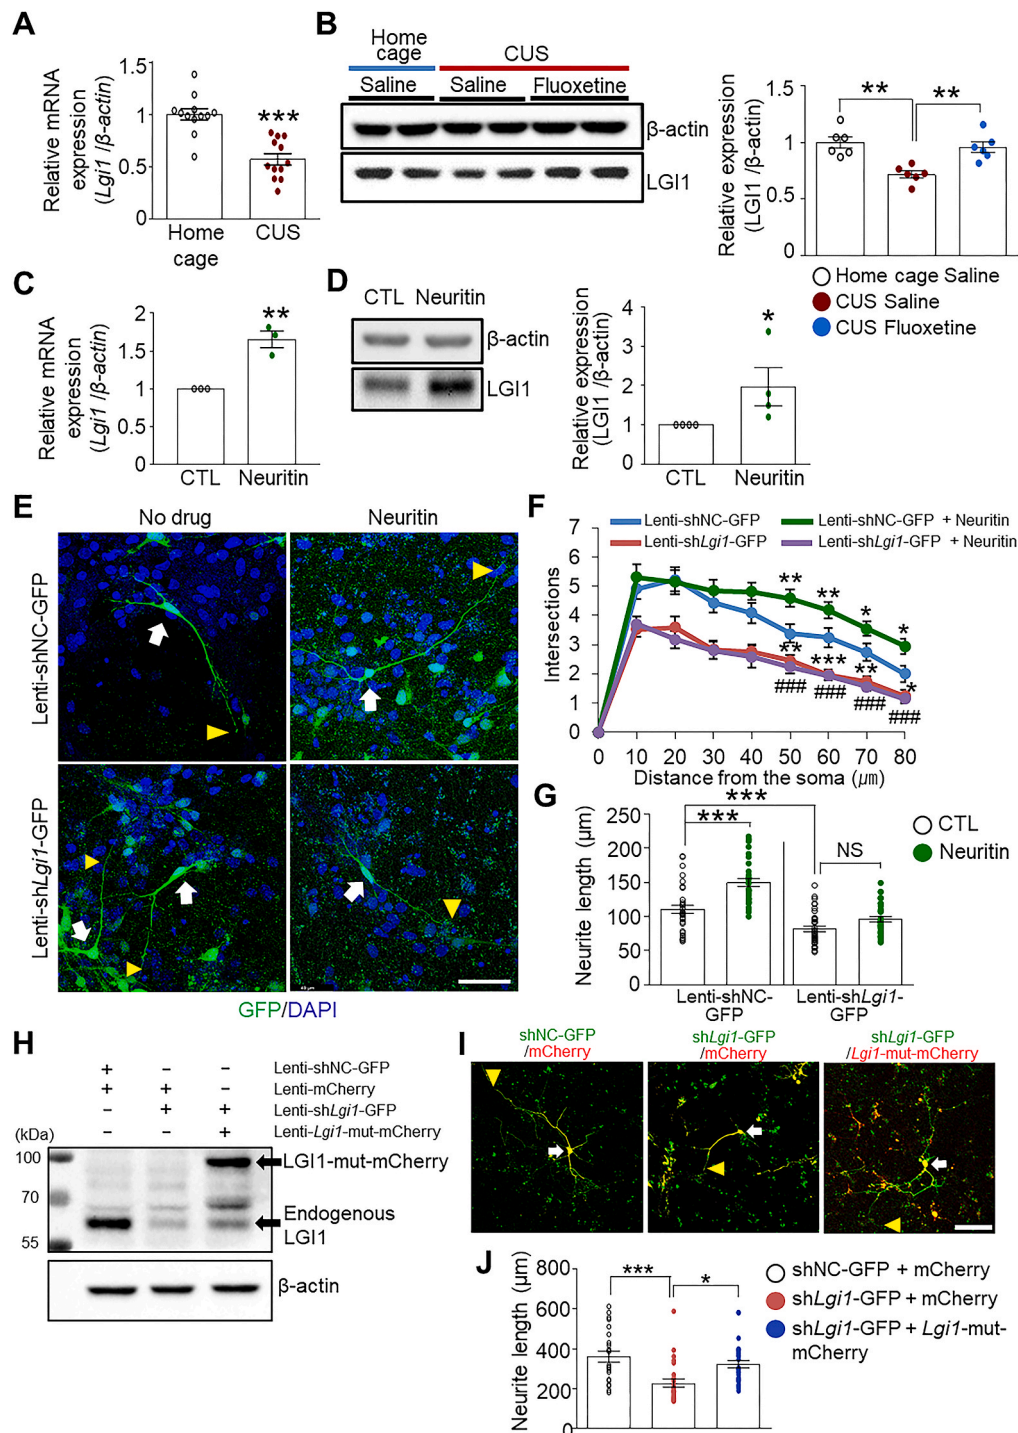 A
Relative mRNA
expression
(Lgi1 /β-actin)
1.5
1
0.5
0
***
Home
cage
CUS
B
Home
cage
CUS
Saline
Saline
Fluoxetine
β-actin
LGI1
Relative expression
(LGI1 /β-actin)
1.5
1
0.5
0
**
**
Home cage Saline
CUS Saline
CUS Fluoxetine
C
Relative mRNA
expression
(Lgi1 /β-actin)
2
1.5
1
0.5
0
**
CTL
Neuritin
D
CTL Neuritin
β-actin
LGI1
Relative expression
(LGI1 /β-actin)
4
3
2
1
0
*
CTL
Neuritin
E
No drug
Neuritin
Lenti-shNC-GFP
Lenti-shLgi1-GFP
GFP/DAPI
F
Lenti-shNC-GFP
Lenti-shNC-GFP + Neuritin
Lenti-shLgi1-GFP
Lenti-shLgi1-GFP + Neuritin
Intersections
7
6
5
4
3
2
1
0
** ** * *
** *** ** *
### ### ### ###
0 10 20 30 40 50 60 70 80
Distance from the soma (μm)
G
Neurite length (μm)
250
200
150
100
50
0
***
***
NS
CTL
Neuritin
Lenti-shNC-
GFP
Lenti-shLgi1-
GFP
H
+ – – Lenti-shNC-GFP
+ + – Lenti-mCherry
– + + Lenti-shLgi1-GFP
– – + Lenti-Lgi1-mut-mCherry
(kDa)
100
70
55
LGI1-mut-mCherry
Endogenous
LGI1
β-actin
I
shNC-GFP
/mCherry
shLgi1-GFP
/mCherry
shLgi1-GFP
/Lgi1-mut-mCherry
J
Neurite length (μm)
800
600
400
200
0
***
*
shNC-GFP + mCherry
shLgi1-GFP + mCherry
shLgi1-GFP + Lgi1-mut-
mCherry